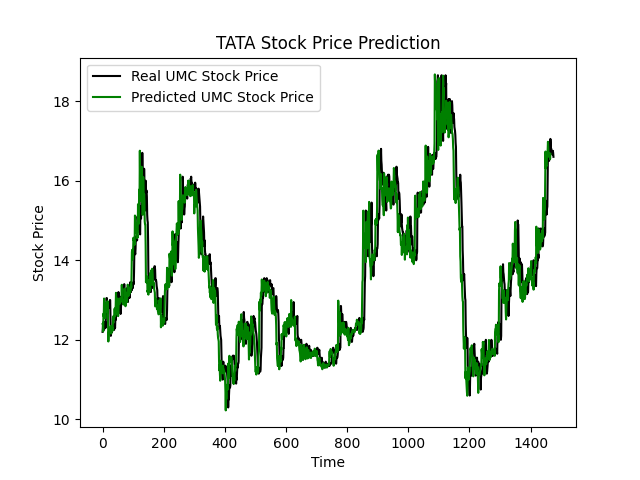 TATA Stock Price Prediction
Real UMC Stock Price
Predicted UMC Stock Price
18
16
14
12
10
Stock Price
0 200 400 600 800 1000 1200 1400
Time